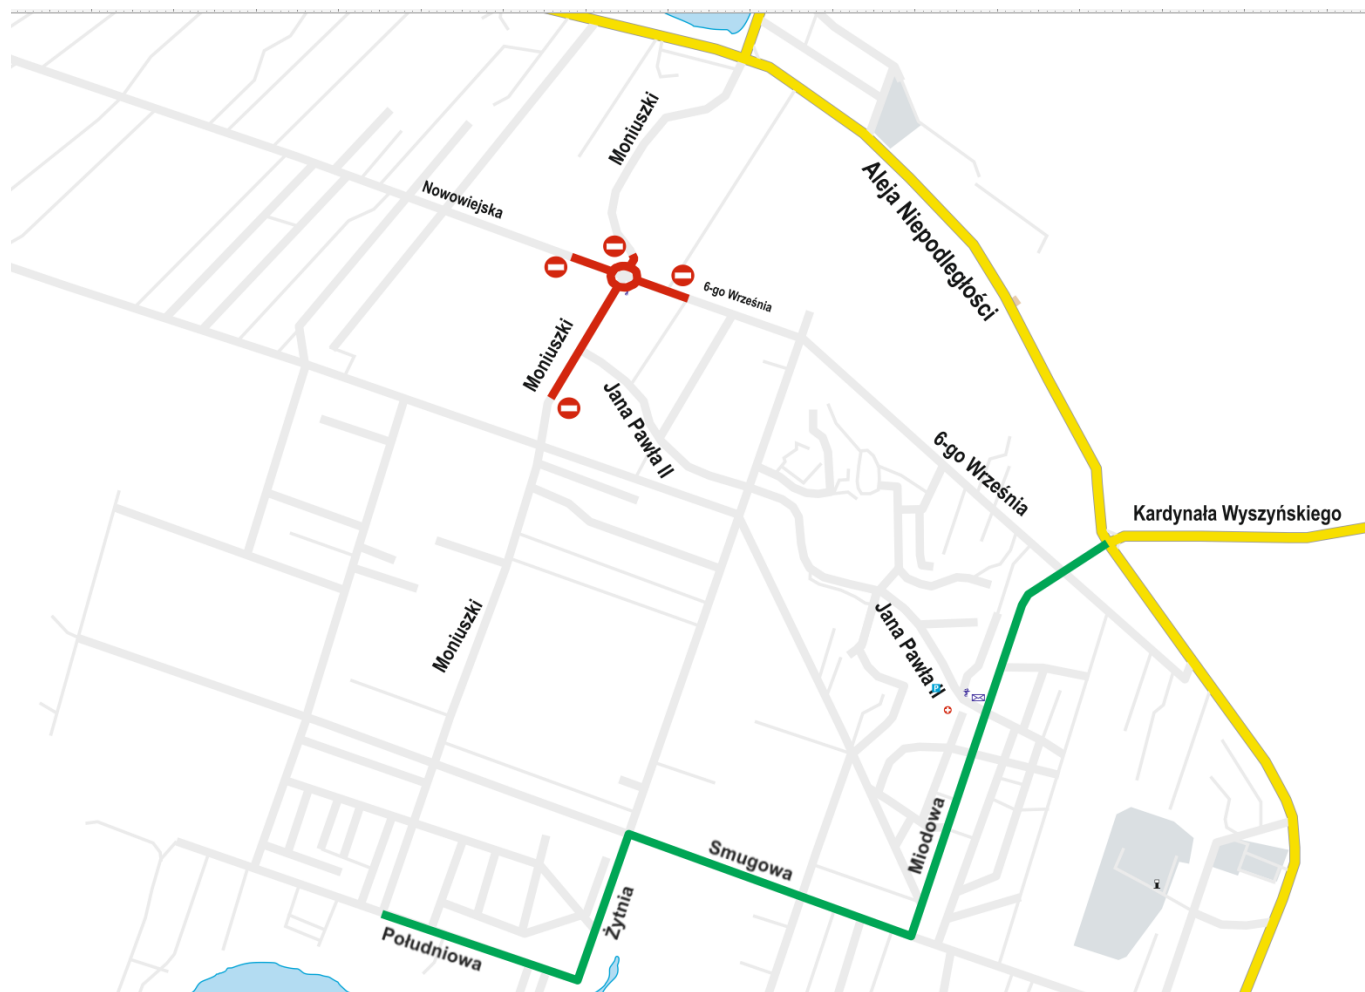 Moniuszki
Aleja Niepodległości
Nowowiejska
6-go Września
Moniuszki
Jana Pawła II
6-go Września
Kardynała Wyszyńskiego
Moniuszki
Jana Pawła II
P
Miodowa
Smugowa
Żytnia
Południowa